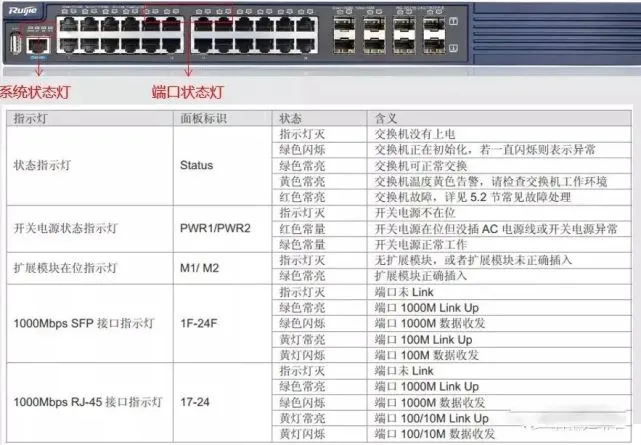 Ruijie
系统状态灯
端口状态灯
指示灯 面板标识 状态 含义
状态指示灯 Status 指示灯灭 交换机没有上电
绿色闪烁 交换机正在初始化，若一直闪烁则表示异常
绿色常亮 交换机可正常交换
黄色常亮 交换机温度黄色告警，请检查交换机工作环境
红色常亮 交换机故障，详见 5.2 节常见故障处理
开关电源状态指示灯 PWR1/PWR2 指示灯灭 开关电源不在位
红色常量 开关电源在位但没插 AC 电源线或开关电源异常
绿色常量 开关电源正常工作
扩展模块在位指示灯 M1/ M2 指示灯灭 无扩展模块，或者扩展模块未正确插入
绿色常亮 扩展模块正确插入
1000Mbps SFP 接口指示灯 1F-24F 指示灯灭 端口未 Link
绿色常亮 端口 1000M Link Up
绿色闪烁 端口 1000M 数据收发
黄灯常亮 端口 100M Link Up
黄灯闪烁 端口 100M 数据收发
1000Mbps RJ-45 接口指示灯 17-24 指示灯灭 端口未 Link
绿色常亮 端口 1000M Link Up
绿色闪烁 端口 1000M 数据收发
黄灯常亮 端口 100/10M Link Up
黄灯闪烁 端口 100/10M 数据收发